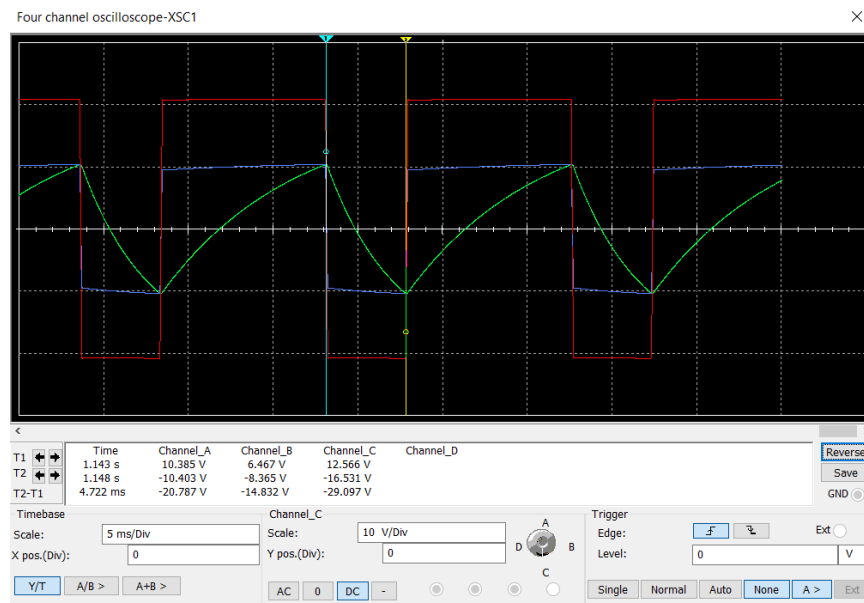 Four channel oscilloscope-XSC1
T1
T2
T2-T1
Time Channel_A Channel_B Channel_C Channel_D
1.143 s 10.385 V 6.467 V 12.566 V
1.148 s -10.403 V -8.365 V -16.531 V
4.722 ms -20.787 V -14.832 V -29.097 V
Reverse
Save
GND
Timebase
Scale: 5 ms/Div
X pos.(Div): 0
Y/T A/B > A+B >
Channel_C
Scale: 10 V/Div
Y pos.(Div): 0
AC 0 DC -
A
D B
C
Trigger
Edge: Ext
Level: 0 V
Single Normal Auto None A > Ext